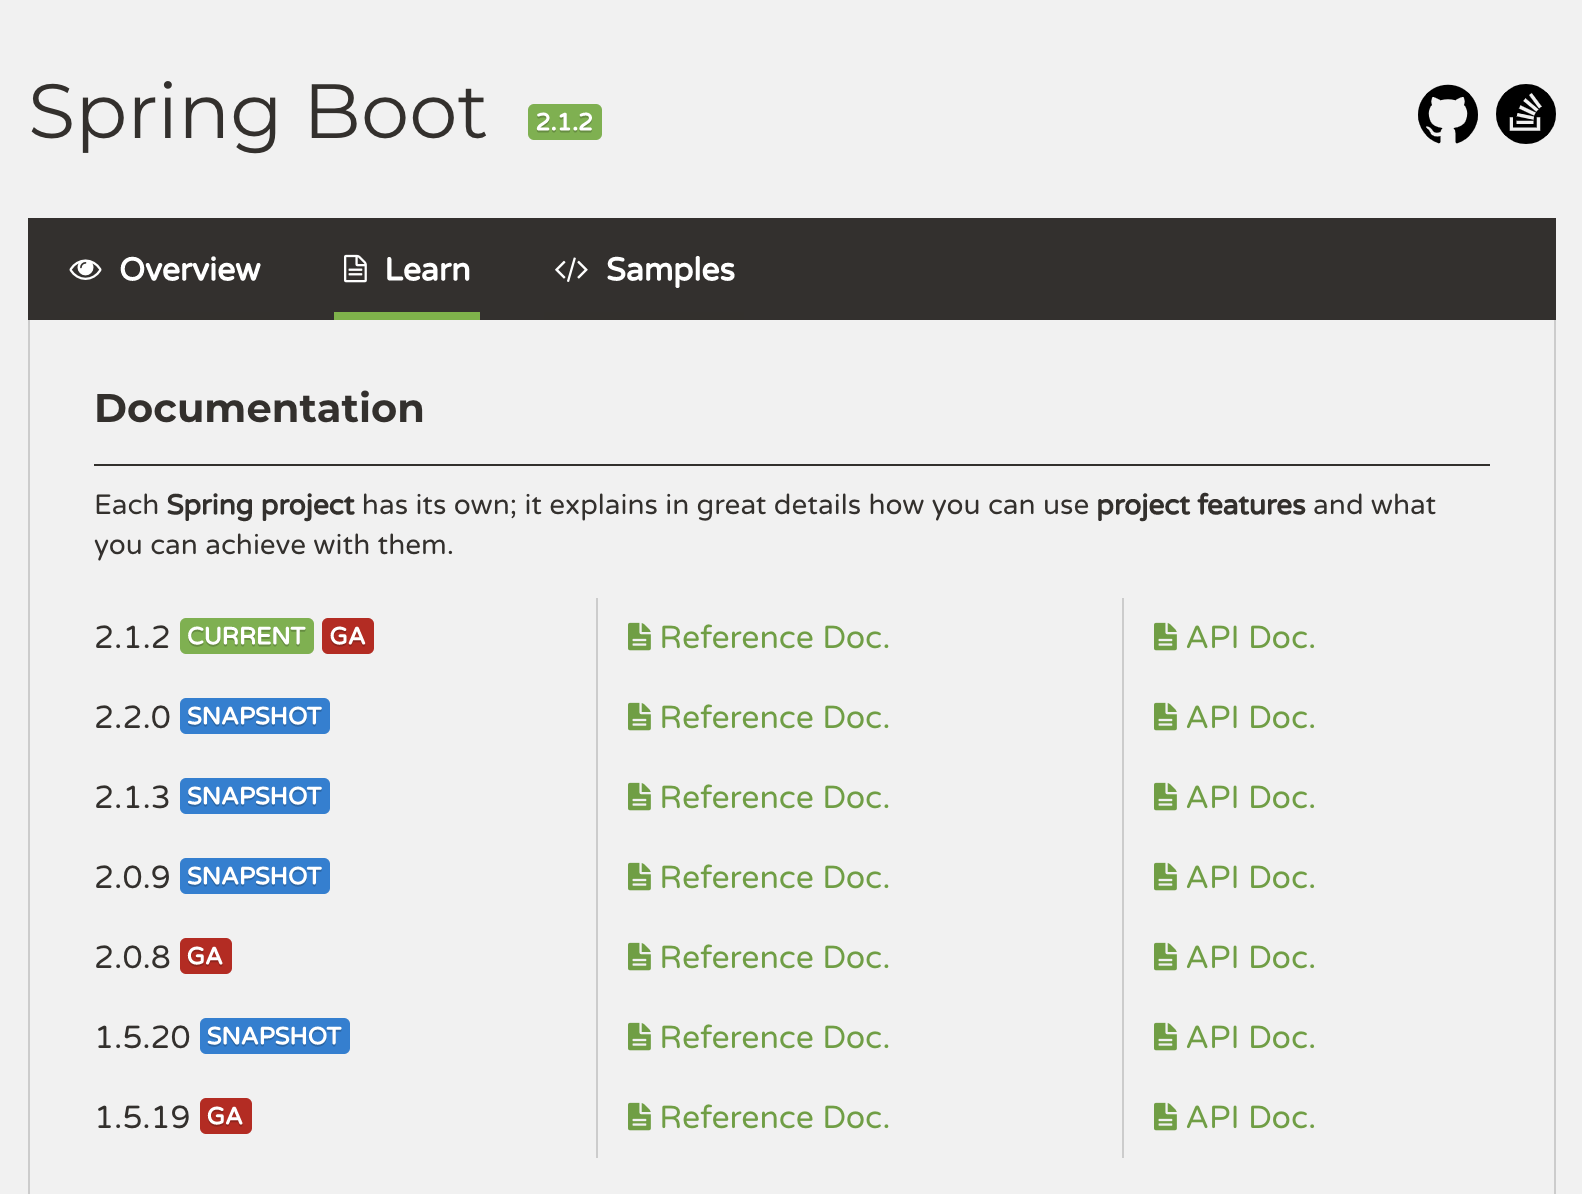 Spring Boot 2.1.2
Overview Learn Samples
Documentation
Each Spring project has its own; it explains in great details how you can use project features and what
you can achieve with them.
2.1.2 CURRENT GA Reference Doc. API Doc.
2.2.0 SNAPSHOT Reference Doc. API Doc.
2.1.3 SNAPSHOT Reference Doc. API Doc.
2.0.9 SNAPSHOT Reference Doc. API Doc.
2.0.8 GA Reference Doc. API Doc.
1.5.20 SNAPSHOT Reference Doc. API Doc.
1.5.19 GA Reference Doc. API Doc.